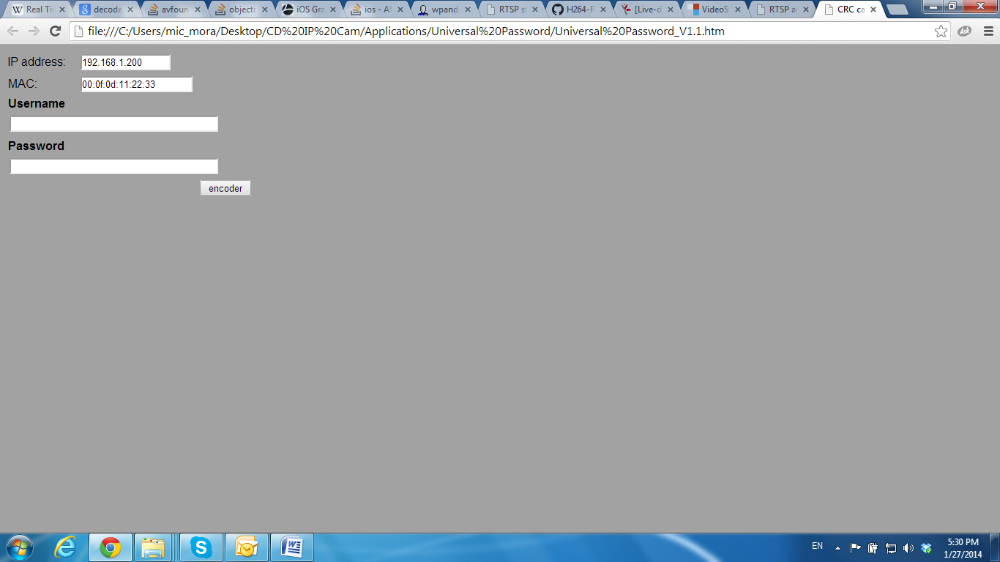 Real Ti
decode
avfoun
objecti
iOS Gra
ios - A
wpand
RTSP st
H264-R
[Live-d
VideoS
RTSP a
CRC ca
file:///C:/Users/mic_mora/Desktop/CD%20IP%20Cam/Applications/Universal%20Password/Universal%20Password_V1.1.htm
Ask
IP address: 192.168.1.200
MAC: 00:0f:0d:11:22:33
Username
Password
encoder
EN
5:30 PM
1/27/2014